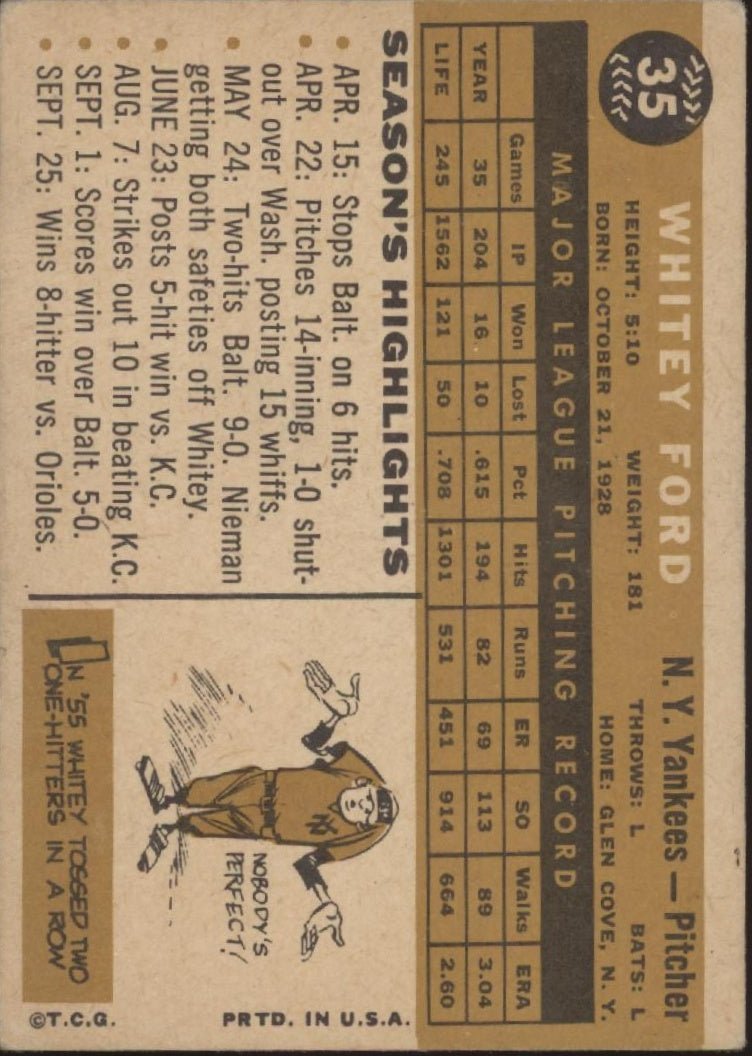 35
WHITEY FORD N. Y. Yankees — Pitcher
HEIGHT: 5:10 WEIGHT: 181 THROWS: L BATS: L
BORN: OCTOBER 21, 1928 HOME: GLEN COVE, N. Y.
MAJOR LEAGUE PITCHING RECORD
Games IP Won Lost Pct Hits Runs ER SO Walks ERA
YEAR 35 204 16 10 .615 194 82 69 113 89 3.04
LIFE 245 1562 121 50 .708 1301 531 451 914 664 2.60
SEASON'S HIGHLIGHTS
• APR. 15: Stops Balt. on 6 hits.
• APR. 22: Pitches 14-inning, 1-0 shut-
out over Wash. posting 15 whiffs.
• MAY 24: Two-hits Balt. 9-0. Nieman
getting both safeties off Whitey.
• JUNE 23: Posts 5-hit win vs. K.C.
• AUG. 7: Strikes out 10 in beating K.C.
• SEPT. 1: Scores win over Balt. 5-0.
• SEPT. 25: Wins 8-hitter vs. Orioles.
NY
NOBODY'S
PERFECT!
IN '55 WHITEY TOSSED TWO
ONE-HITTERS IN A ROW
©T.C.G. PRTD. IN U.S.A.